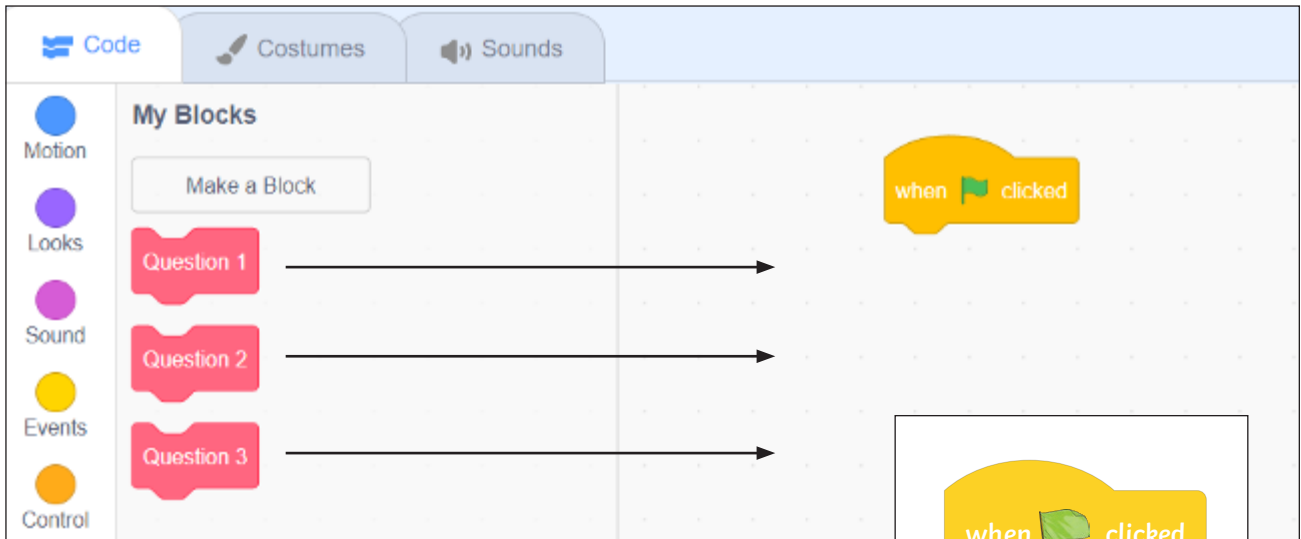 Code
Costumes
Sounds
Motion
Looks
Sound
Events
Control
My Blocks
Make a Block
Question 1
Question 2
Question 3
when clicked
when clicked